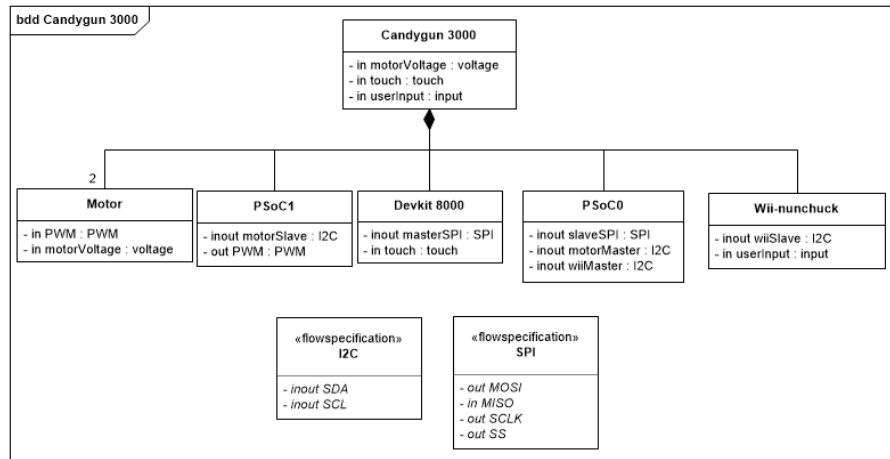 bdd Candygun 3000
Candygun 3000
- in motorVoltage : voltage
- in touch : touch
- in userInput : input
2
Motor
- in PWM : PWM
- in motorVoltage : voltage
PSoC1
- inout motorSlave : I2C
- out PWM : PWM
Devkit 8000
- inout masterSPI : SPI
- in touch : touch
PSoC0
- inout slaveSPI : SPI
- inout motorMaster : I2C
- inout wiiMaster : I2C
Wii-nunchuck
- inout wiiSlave : I2C
- in userInput : input
«flowspecification»
I2C
- inout SDA
- inout SCL
«flowspecification»
SPI
- out MOSI
- in MISO
- out SCLK
- out SS